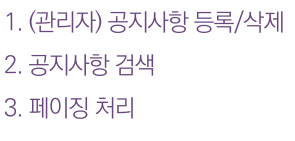 1. (관리자) 공지사항 등록/삭제
2. 공지사항 검색
3. 페이징 처리